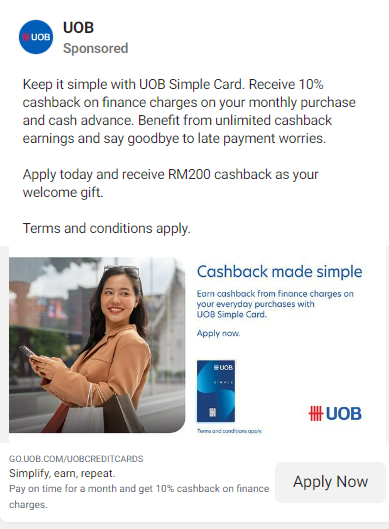 UOB
UOB
Sponsored
Keep it simple with UOB Simple Card. Receive 10%
cashback on finance charges on your monthly purchase
and cash advance. Benefit from unlimited cashback
earnings and say goodbye to late payment worries.
Apply today and receive RM200 cashback as your
welcome gift.
Terms and conditions apply.
Cashback made simple
Earn cashback from finance charges on
your everyday purchases with
UOB Simple Card.
Apply now.
UOB
SIMPLE
Terms and conditions apply.
UOB
GO.UOB.COM/UOBCREDITCARDS
Simplify, earn, repeat.
Pay on time for a month and get 10% cashback on finance
charges.
Apply Now